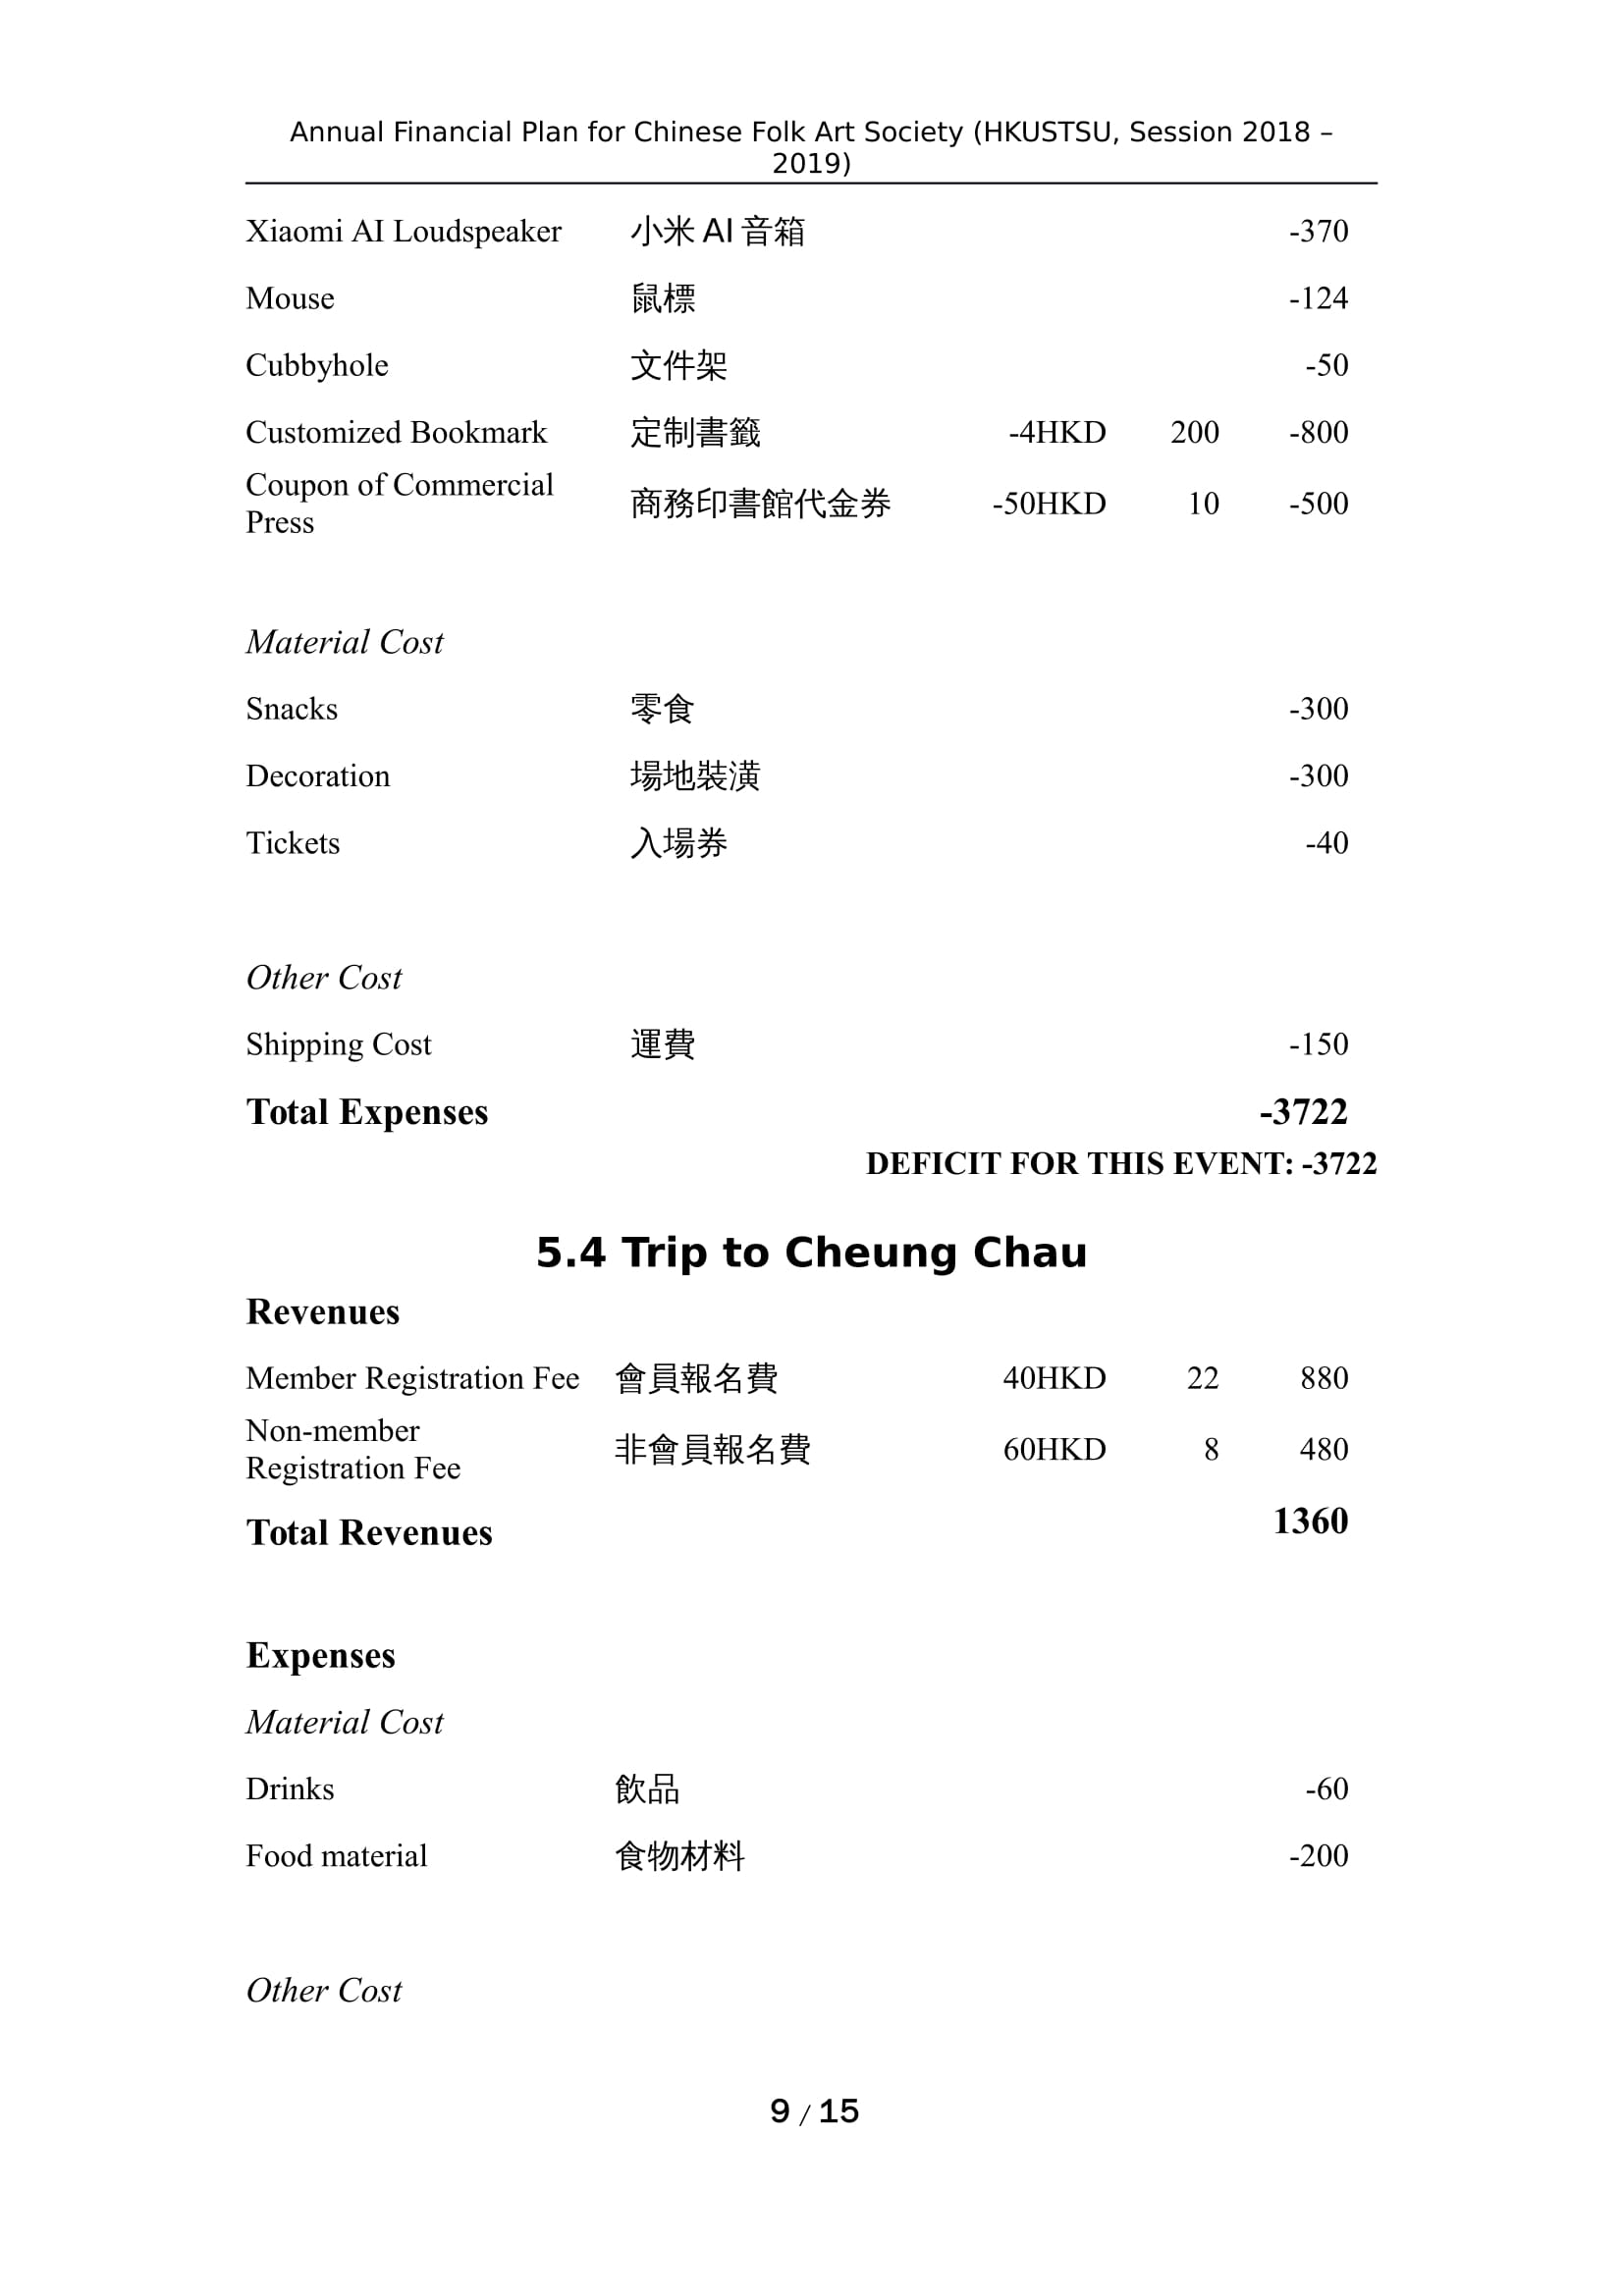 Annual Financial Plan for Chinese Folk Art Society (HKUSTSU, Session 2018 –
2019)
Xiaomi AI Loudspeaker 小米 AI 音箱 -370
Mouse 鼠標 -124
Cubbyhole 文件架 -50
Customized Bookmark 定制書籤 -4HKD 200 -800
Coupon of Commercial
Press 商務印書館代金券 -50HKD 10 -500
Material Cost
Snacks 零食 -300
Decoration 場地裝潢 -300
Tickets 入場券 -40
Other Cost
Shipping Cost 運費 -150
Total Expenses -3722
DEFICIT FOR THIS EVENT: -3722
5.4 Trip to Cheung Chau
Revenues
Member Registration Fee 會員報名費 40HKD 22 880
Non-member
Registration Fee 非會員報名費 60HKD 8 480
Total Revenues 1360
Expenses
Material Cost
Drinks 飲品 -60
Food material 食物材料 -200
Other Cost
9 / 15